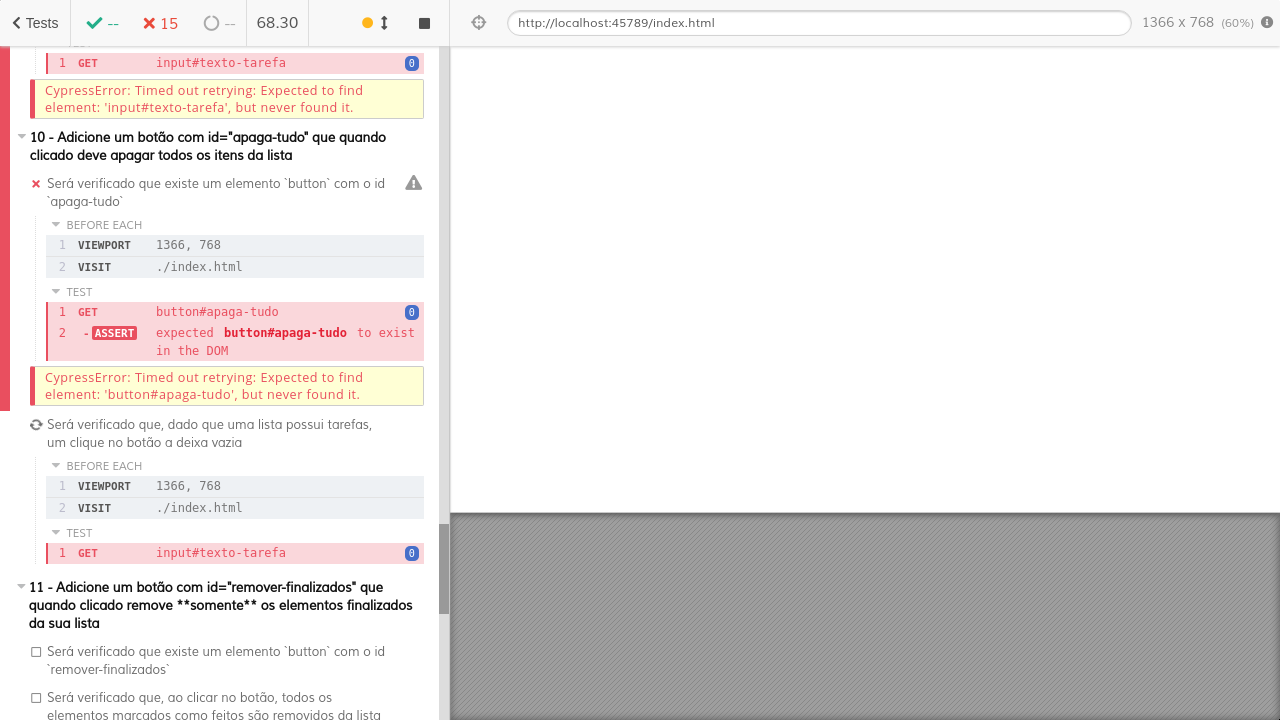 Tests
--
15
--
68.30
http://localhost:45789/index.html
1366 x 768 (60%)
1 GET input#texto-tarefa 0
CypressError: Timed out retrying: Expected to find
element: 'input#texto-tarefa', but never found it.
10 - Adicione um botão com id="apaga-tudo" que quando
clicado deve apagar todos os itens da lista
Será verificado que existe um elemento `button` com o id
`apaga-tudo`
BEFORE EACH
1 VIEWPORT 1366, 768
2 VISIT ./index.html
TEST
1 GET button#apaga-tudo 0
2 -ASSERT expected button#apaga-tudo to exist
in the DOM
CypressError: Timed out retrying: Expected to find
element: 'button#apaga-tudo', but never found it.
Será verificado que, dado que uma lista possui tarefas,
um clique no botão a deixa vazia
BEFORE EACH
1 VIEWPORT 1366, 768
2 VISIT ./index.html
TEST
1 GET input#texto-tarefa 0
11 - Adicione um botão com id="remover-finalizados" que
quando clicado remove **somente** os elementos finalizados
da sua lista
Será verificado que existe um elemento `button` com o id
`remover-finalizados`
Será verificado que, ao clicar no botão, todos os
elementos marcados como feitos são removidos da lista